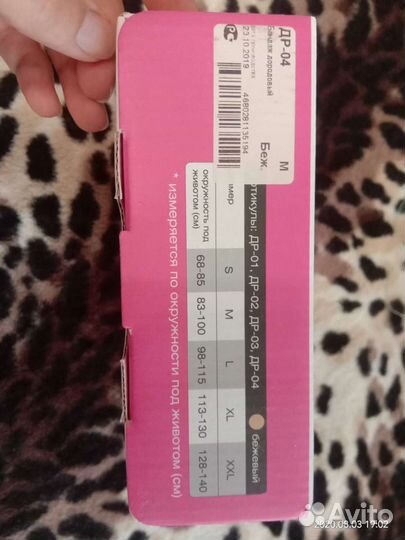 ДР-04
Бандаж дородовый
23.10.2019
M
Беж.
4680281135194
артикулы: ДР-01, ДР-02, ДР-03, ДР-04
бежевый
S M L XL XXL
окружность под
животом (см)
68-85 83-100 98-115 113-130 128-140
* измеряется по окружности под животом (см)
Avito
2020.03.03 19:02